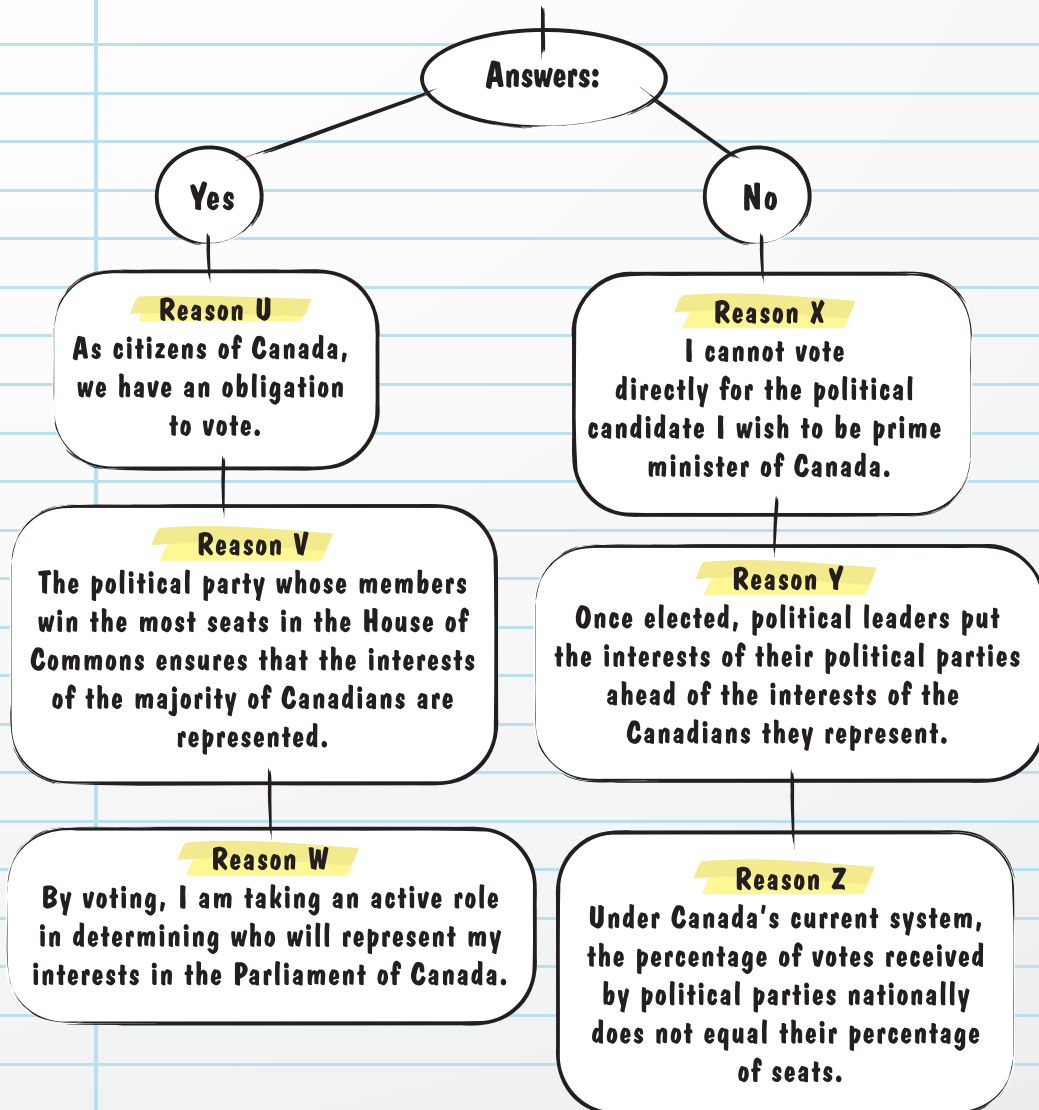 Answers:
Yes
Reason U
As citizens of Canada,
we have an obligation
to vote.
Reason V
The political party whose members
win the most seats in the House of
Commons ensures that the interests
of the majority of Canadians are
represented.
Reason W
By voting, I am taking an active role
in determining who will represent my
interests in the Parliament of Canada.
No
Reason X
I cannot vote
directly for the political
candidate I wish to be prime
minister of Canada.
Reason Y
Once elected, political leaders put
the interests of their political parties
ahead of the interests of the
Canadians they represent.
Reason Z
Under Canada's current system,
the percentage of votes received
by political parties nationally
does not equal their percentage
of seats.